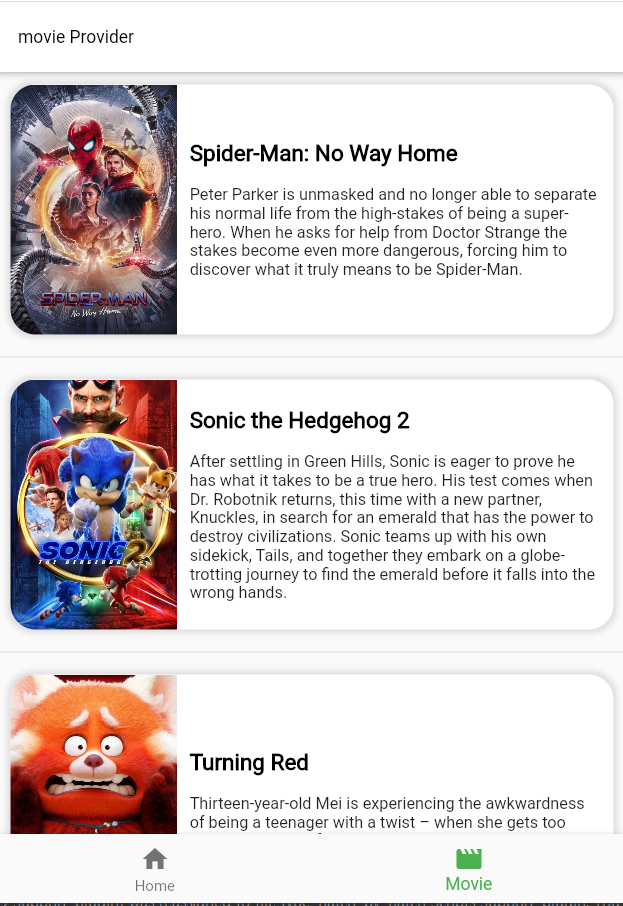 movie Provider
Spider-Man: No Way Home
Peter Parker is unmasked and no longer able to separate
his normal life from the high-stakes of being a super-
hero. When he asks for help from Doctor Strange the
stakes become even more dangerous, forcing him to
discover what it truly means to be Spider-Man.
SPIDER-MAN
No Way Home
Sonic the Hedgehog 2
After settling in Green Hills, Sonic is eager to prove he
has what it takes to be a true hero. His test comes when
Dr. Robotnik returns, this time with a new partner,
Knuckles, in search for an emerald that has the power to
destroy civilizations. Sonic teams up with his own
sidekick, Tails, and together they embark on a globe-
trotting journey to find the emerald before it falls into the
wrong hands.
SONIC 2
THE HEDGEHOG
Turning Red
Thirteen-year-old Mei is experiencing the awkwardness
of being a teenager with a twist – when she gets too
Home
Movie